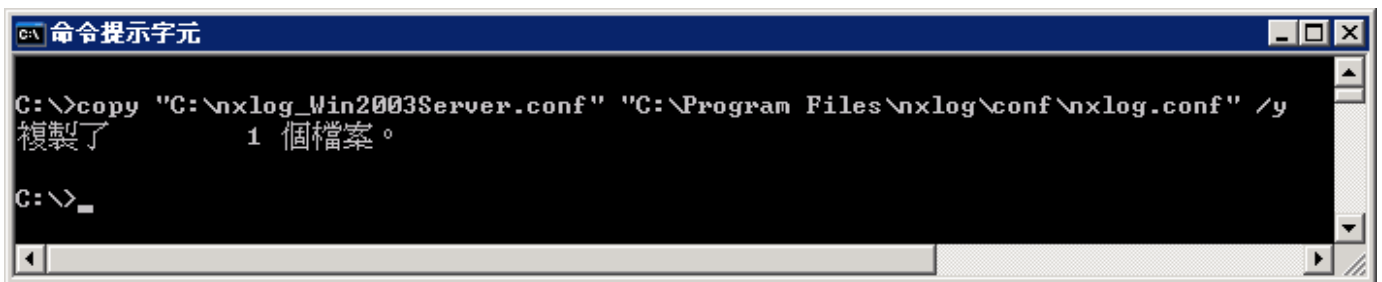 命令提示字元
C:\>copy "C:\nxlog_Win2003Server.conf" "C:\Program Files\nxlog\conf\nxlog.conf" /y
複製了         1 個檔案。
C:\>_